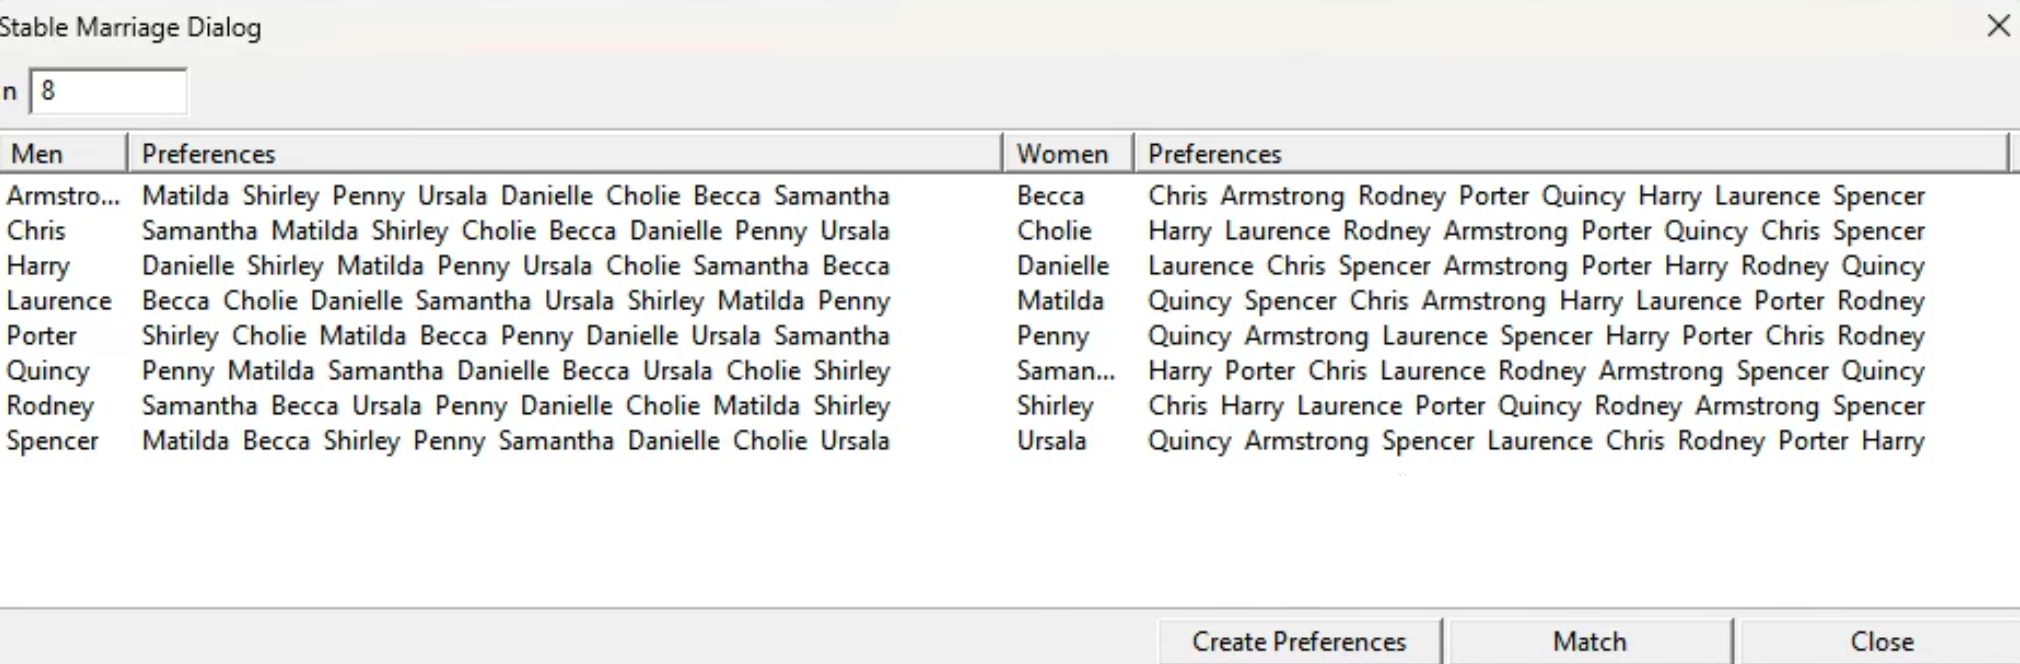 Stable Marriage Dialog
n 8
Men Preferences Women Preferences
Armstro... Matilda Shirley Penny Ursala Danielle Cholie Becca Samantha Becca Chris Armstrong Rodney Porter Quincy Harry Laurence Spencer
Chris Samantha Matilda Shirley Cholie Becca Danielle Penny Ursala Cholie Harry Laurence Rodney Armstrong Porter Quincy Chris Spencer
Harry Danielle Shirley Matilda Penny Ursala Cholie Samantha Becca Danielle Laurence Chris Spencer Armstrong Porter Harry Rodney Quincy
Laurence Becca Cholie Danielle Samantha Ursala Shirley Matilda Penny Matilda Quincy Spencer Chris Armstrong Harry Laurence Porter Rodney
Porter Shirley Cholie Matilda Becca Penny Danielle Ursala Samantha Penny Quincy Armstrong Laurence Spencer Harry Porter Chris Rodney
Quincy Penny Matilda Samantha Danielle Becca Ursala Cholie Shirley Saman... Harry Porter Chris Laurence Rodney Armstrong Spencer Quincy
Rodney Samantha Becca Ursala Penny Danielle Cholie Matilda Shirley Shirley Chris Harry Laurence Porter Quincy Rodney Armstrong Spencer
Spencer Matilda Becca Shirley Penny Samantha Danielle Cholie Ursala Ursala Quincy Armstrong Spencer Laurence Chris Rodney Porter Harry
Create Preferences Match Close